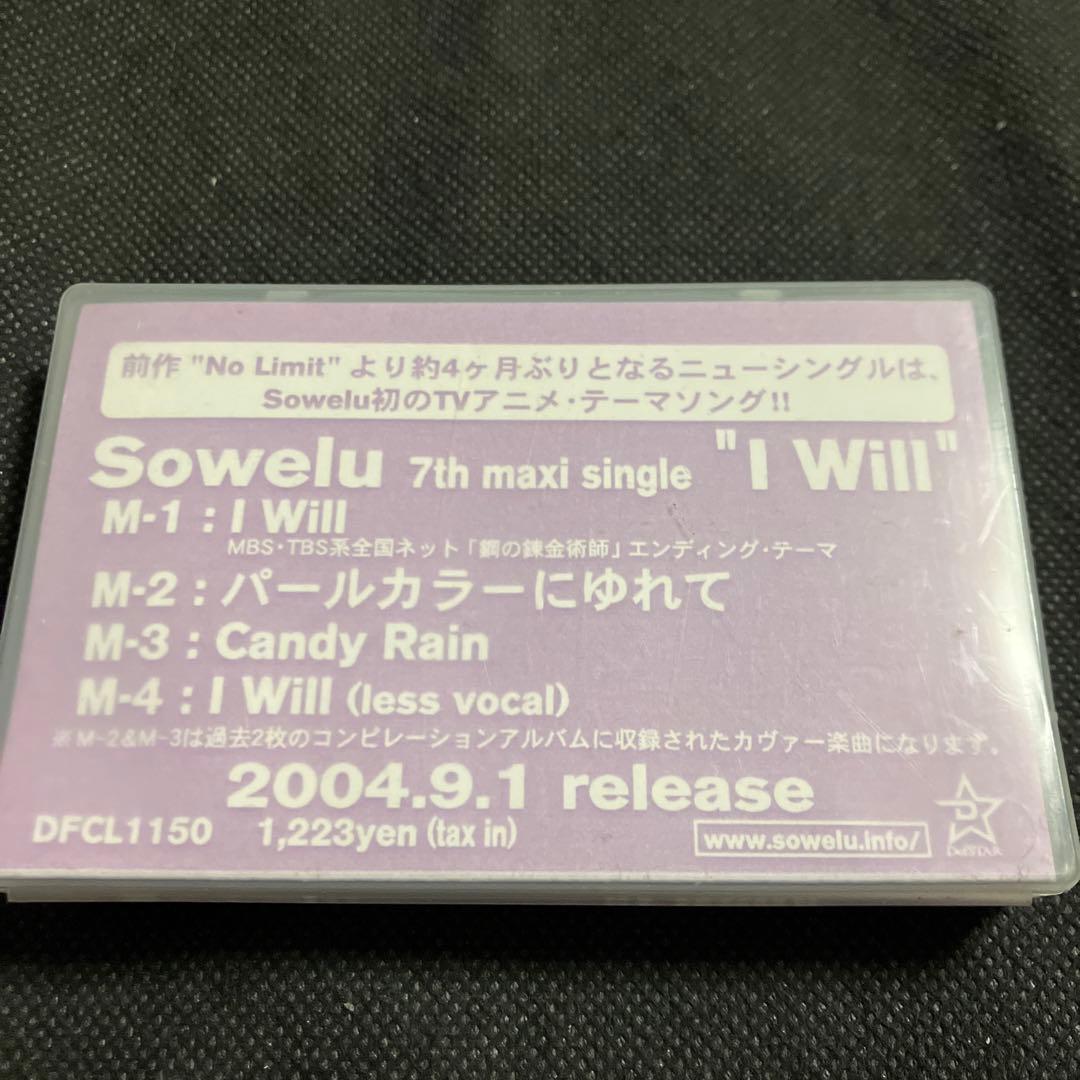 前作 "No Limit" より約4ヶ月ぶりとなるニューシングルは、
Sowelu初のTVアニメ・テーマソング!!
Sowelu 7th maxi single "I Will"
M-1 : I Will
MBS・TBS系全国ネット「鋼の錬金術師」エンディング・テーマ
M-2 : パールカラーにゆれて
M-3 : Candy Rain
M-4 : I Will (less vocal)
※M-2&M-3は過去2枚のコンピレーションアルバムに収録されたカヴァー楽曲になります。
2004.9.1 release
DFCL1150 1,223yen (tax in) www.sowelu.info/
D
DefSTAR